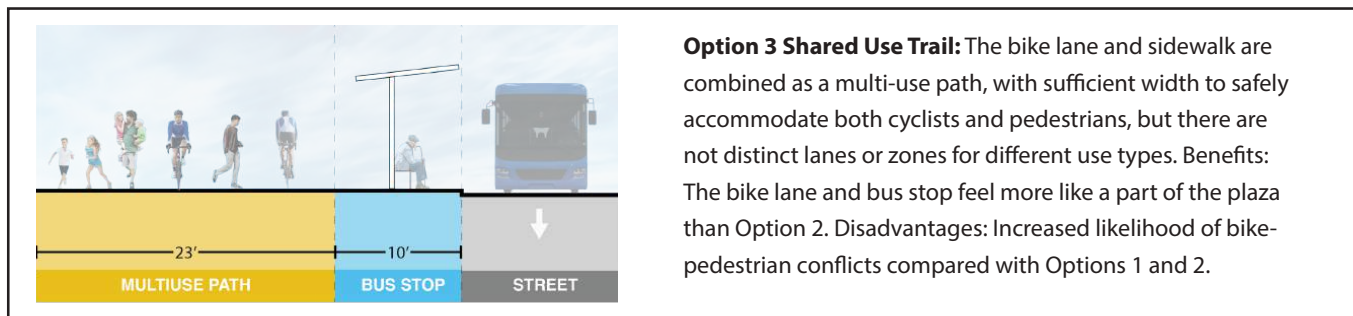 23’
10’
MULTIUSE PATH
BUS STOP
STREET
Option 3 Shared Use Trail: The bike lane and sidewalk are
combined as a multi-use path, with sufficient width to safely
accommodate both cyclists and pedestrians, but there are
not distinct lanes or zones for different use types. Benefits:
The bike lane and bus stop feel more like a part of the plaza
than Option 2. Disadvantages: Increased likelihood of bike-
pedestrian conflicts compared with Options 1 and 2.